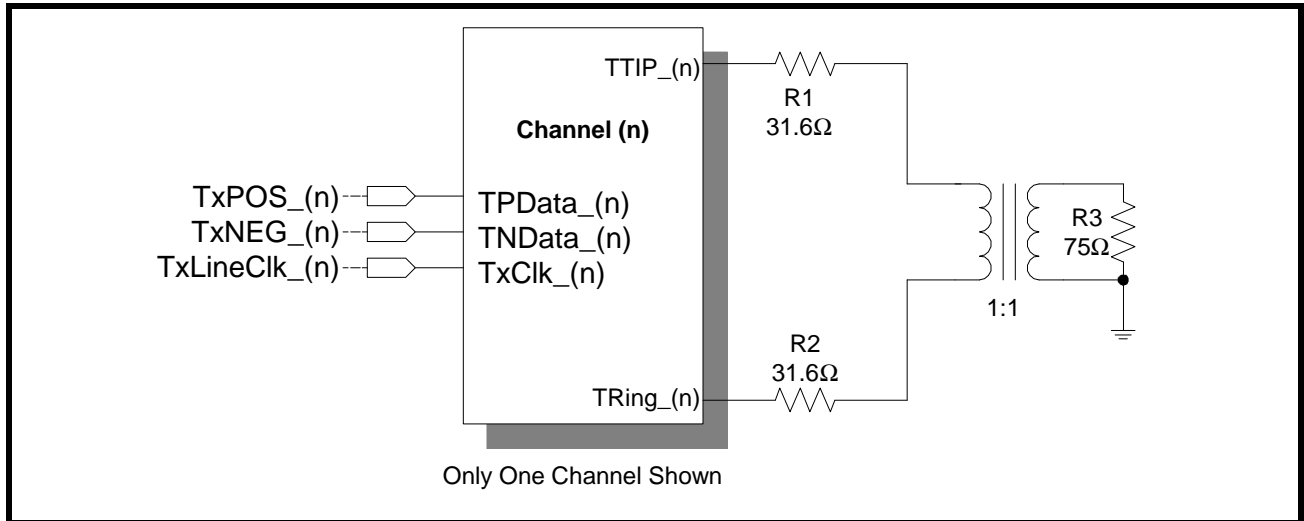 TTIP_(n)
R1
31.6Ω
Channel (n)
TxPOS_(n)
TPData_(n)
TxNEG_(n)
TNData_(n)
TxLineClk_(n)
TxClk_(n)
R3
75Ω
1:1
R2
31.6Ω
TRing_(n)
Only One Channel Shown